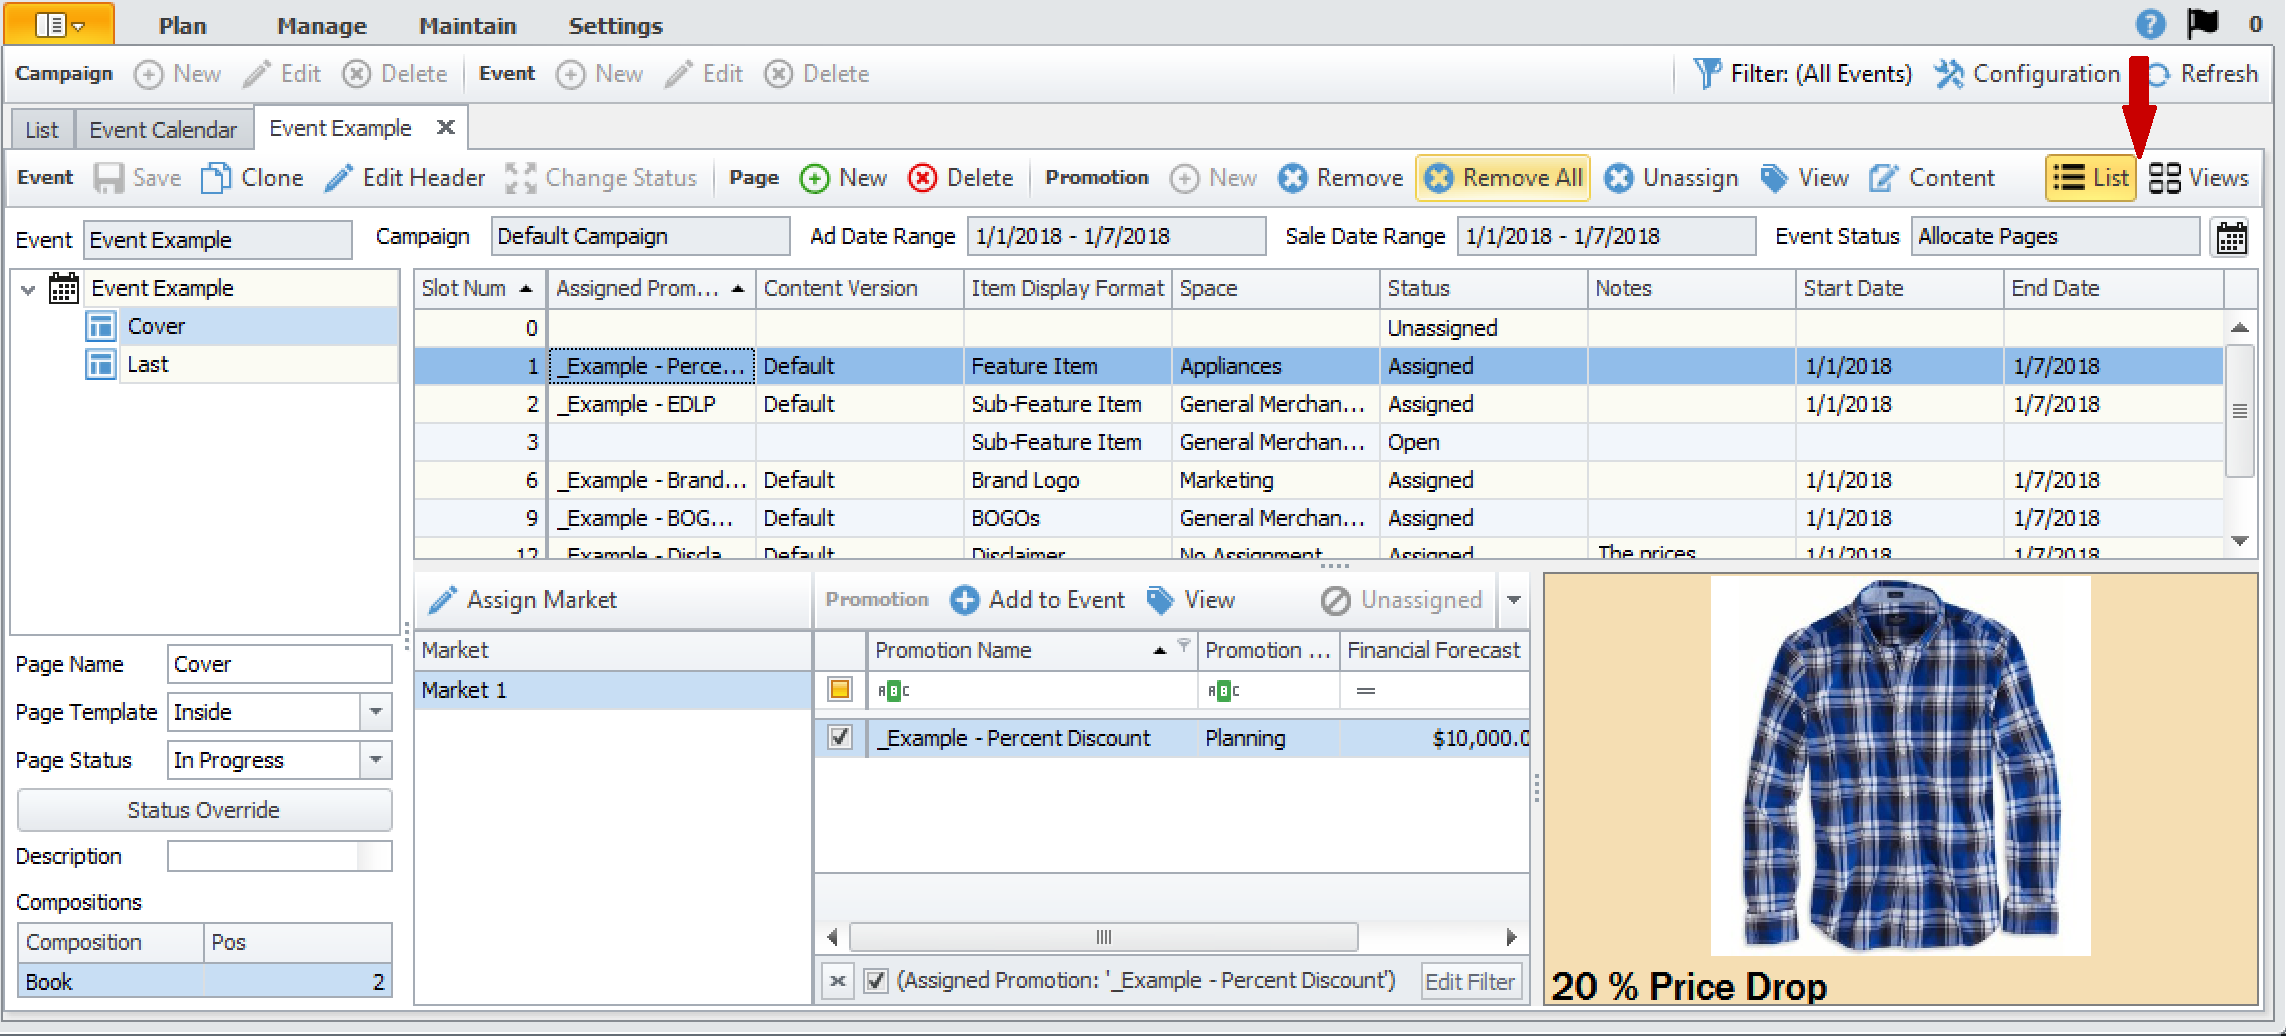 Plan Manage Maintain Settings 0
Campaign New Edit Delete Event New Edit Delete Filter: (All Events) Configuration Refresh
List Event Calendar Event Example
Event Save Clone Edit Header Change Status Page New Delete Promotion New Remove Remove All Unassign View Content List Views
Event Event Example Campaign Default Campaign Ad Date Range 1/1/2018 - 1/7/2018 Sale Date Range 1/1/2018 - 1/7/2018 Event Status Allocate Pages
Event Example
Cover
Last
Slot Num Assigned Prom... Content Version Item Display Format Space Status Notes Start Date End Date
0 Unassigned
1 _Example - Perce... Default Feature Item Appliances Assigned 1/1/2018 1/7/2018
2 _Example - EDLP Default Sub-Feature Item General Merchan... Assigned 1/1/2018 1/7/2018
3 Sub-Feature Item General Merchan... Open
6 _Example - Brand... Default Brand Logo Marketing Assigned 1/1/2018 1/7/2018
9 _Example - BOG... Default BOGOs General Merchan... Assigned 1/1/2018 1/7/2018
12 _Example - Discla Default Disclaimer No Assignment Assigned The prices 1/1/2018 1/7/2018
Page Name Cover
Page Template Inside
Page Status In Progress
Status Override
Description
Compositions
Composition Pos
Book 2
Assign Market
Market
Market 1
Promotion Add to Event View Unassigned
Promotion Name Promotion ... Financial Forecast
ABC ABC =
_Example - Percent Discount Planning $10,000.0
(Assigned Promotion: '_Example - Percent Discount') Edit Filter
20 % Price Drop